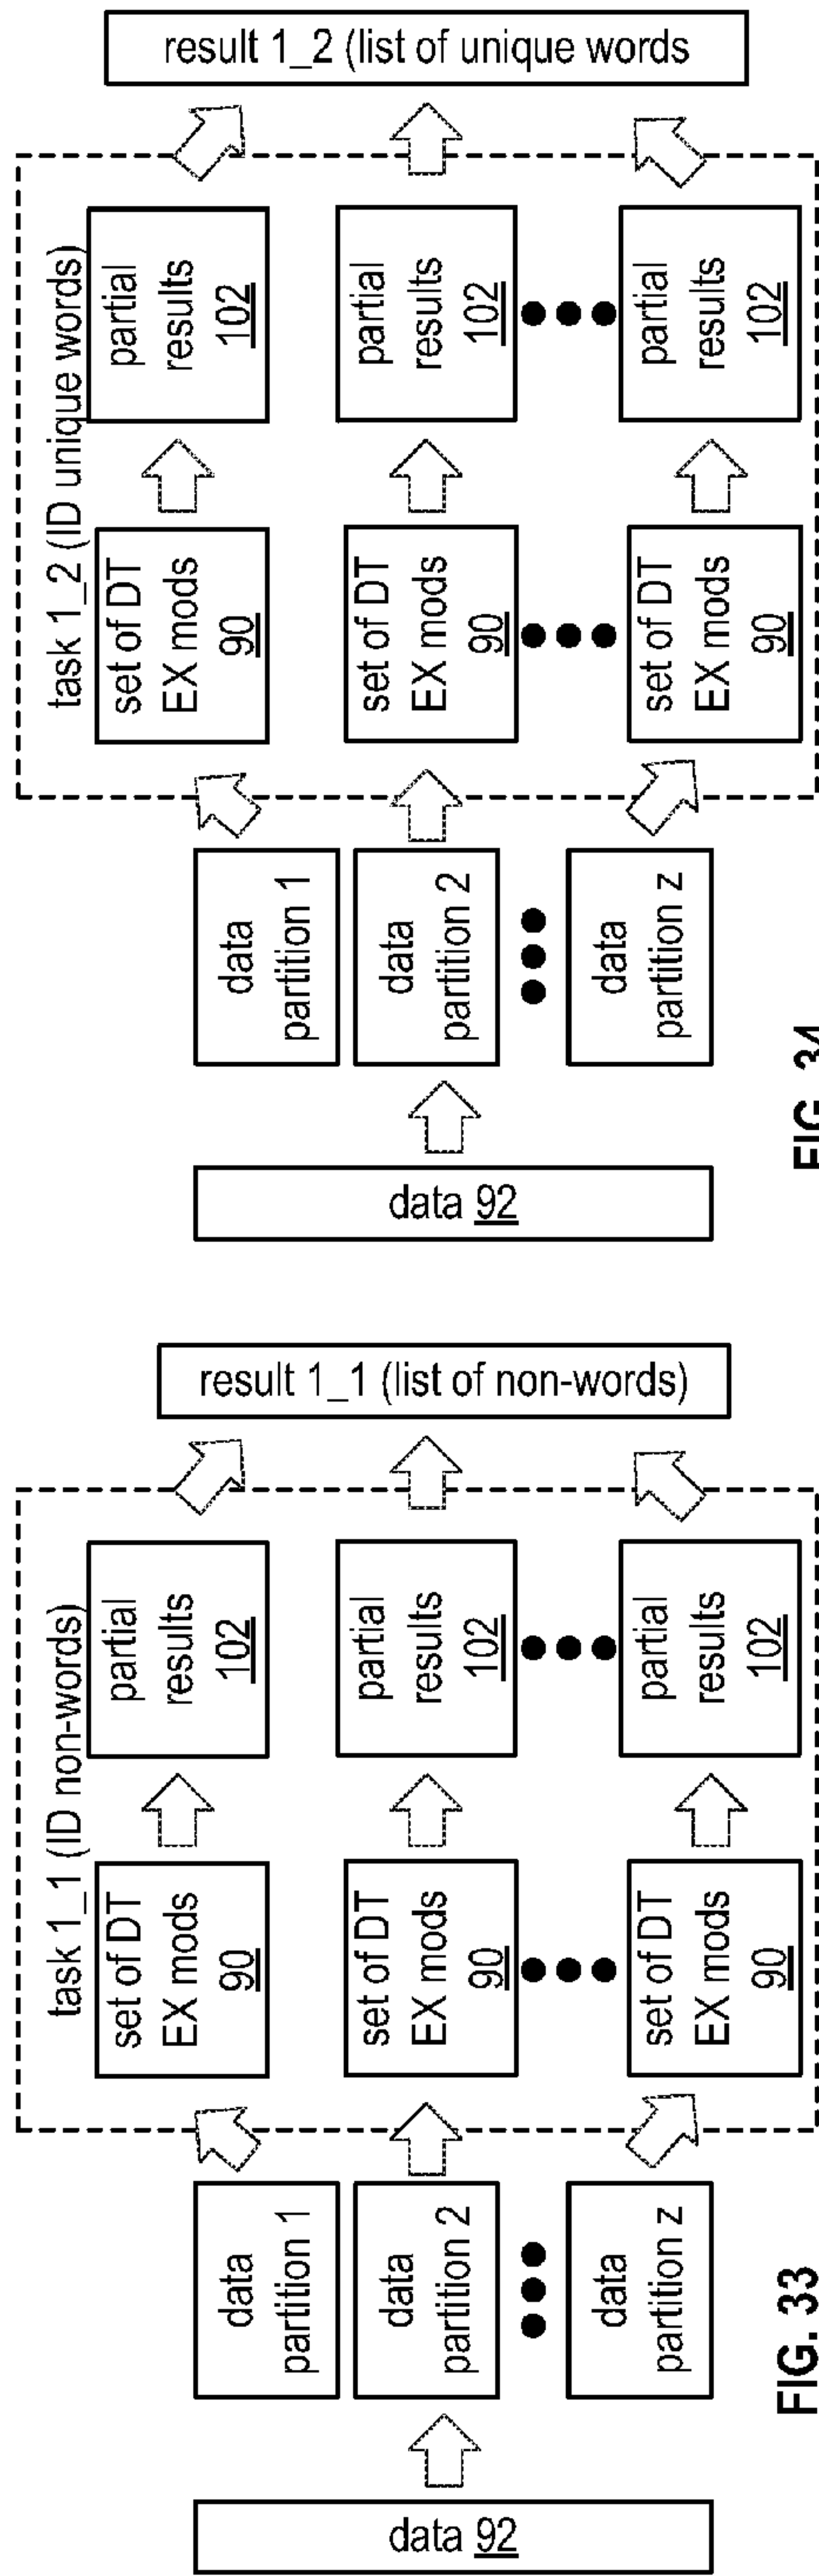 data 92
data
partition 1
data
partition 2
data
partition z
task 1_1 (ID non-words)
set of DT
EX mods
90
set of DT
EX mods
90
set of DT
EX mods
90
partial
results
102
partial
results
102
partial
results
102
result 1_1 (list of non-words)
FIG. 33
data 92
data
partition 1
data
partition 2
data
partition z
task 1_2 (ID unique words)
set of DT
EX mods
90
set of DT
EX mods
90
set of DT
EX mods
90
partial
results
102
partial
results
102
partial
results
102
result 1_2 (list of unique words
FIG. 34